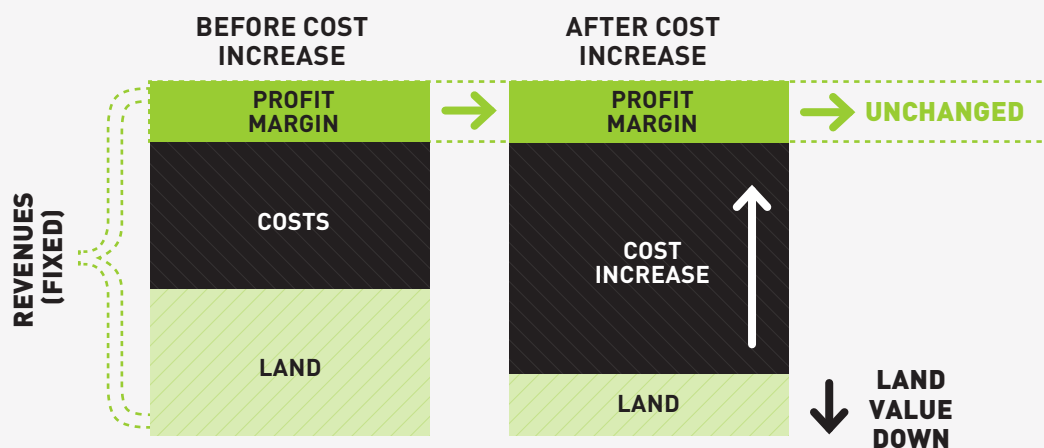 BEFORE COST
INCREASE
AFTER COST
INCREASE
PROFIT
MARGIN
PROFIT
MARGIN
UNCHANGED
REVENUES
(FIXED)
COSTS
COST
INCREASE
LAND
LAND
LAND
VALUE
DOWN